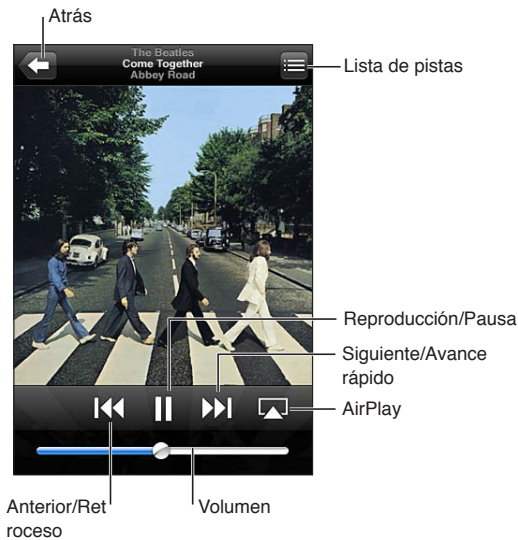 Atrás
The Beatles
Come Together
Abbey Road
Lista de pistas
Reproducción/Pausa
Siguiente/Avance
rápido
AirPlay
Anterior/Ret
roceso
Volumen